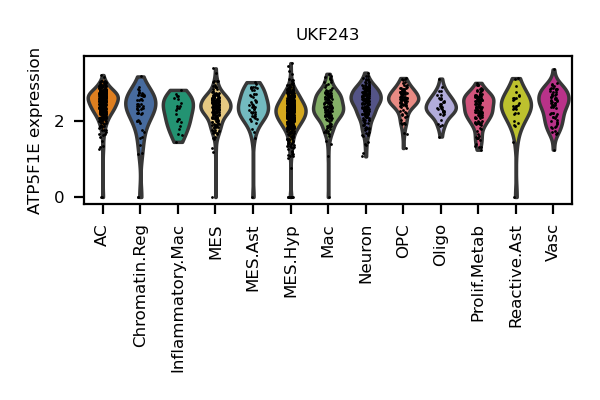 UKF243
ATP5F1E expression
2
0
AC
Chromatin.Reg
Inflammatory.Mac
MES
MES.Ast
MES.Hyp
Mac
Neuron
OPC
Oligo
Prolif.Metab
Reactive.Ast
Vasc